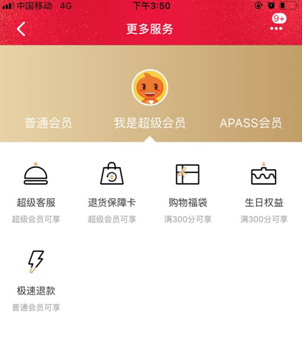 中国移动 4G 下午3:50
更多服务
9+
普通会员 我是超级会员 APASS会员
超级客服 退货保障卡 购物福袋 生日权益
超级会员可享 超级会员可享 满300分可享 满300分可享
极速退款
普通会员可享